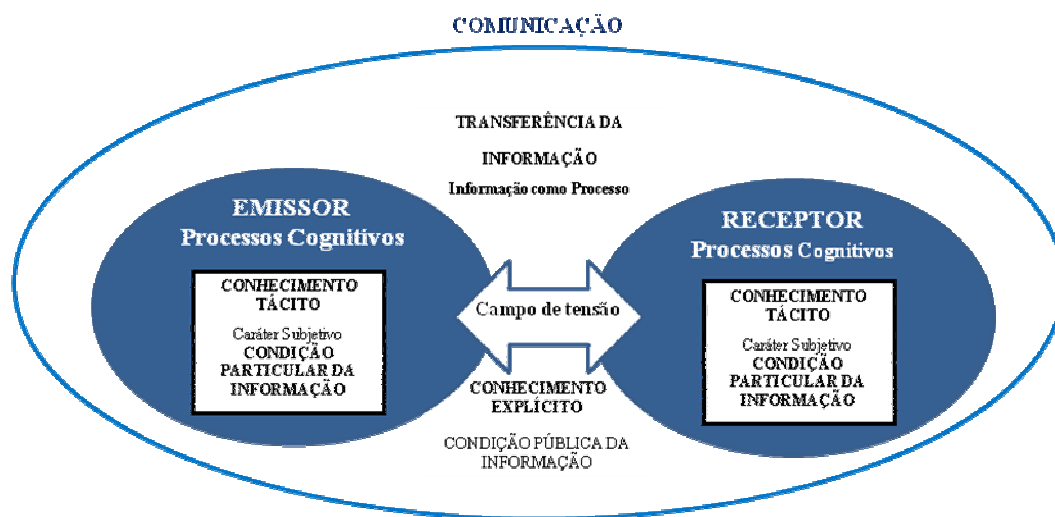 COMUNICAÇÃO
TRANSFERÊNCIA DA
INFORMAÇÃO
Informação como Processo
EMISSOR
Processos Cognitivos
CONHECIMENTO
TÁCITO
Caráter Subjetivo
CONDIÇÃO
PARTICULAR DA
INFORMAÇÃO
Campo de tensão
CONHECIMENTO
EXPLÍCITO
CONDIÇÃO PÚBLICA DA
INFORMAÇÃO
RECEPTOR
Processos Cognitivos
CONHECIMENTO
TÁCITO
Caráter Subjetivo
CONDIÇÃO
PARTICULAR DA
INFORMAÇÃO